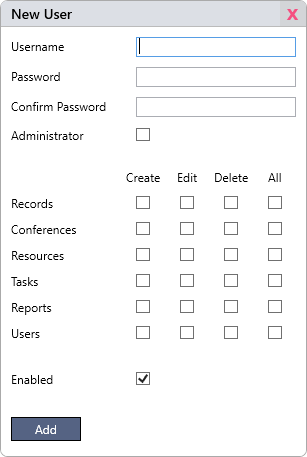 New User X
Username
Password
Confirm Password
Administrator
Create Edit Delete All
Records
Conferences
Resources
Tasks
Reports
Users
Enabled
Add